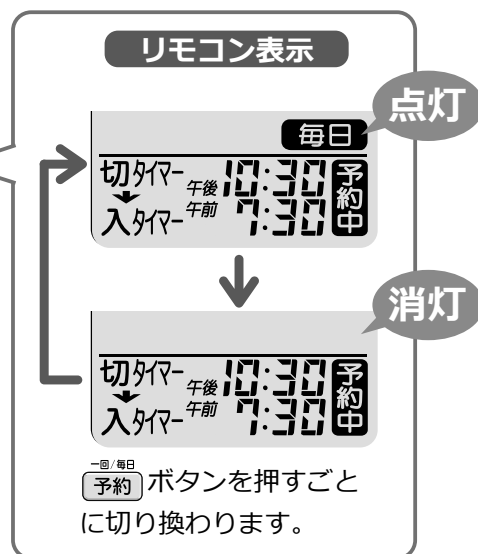 リモコン表示
点灯
毎日
切タイマー 午後 10:30 予約中
入タイマー 午前 7:30
消灯
切タイマー 午後 10:30 予約中
入タイマー 午前 7:30
一回/毎日
予約 ボタンを押すごと
に切り換わります。